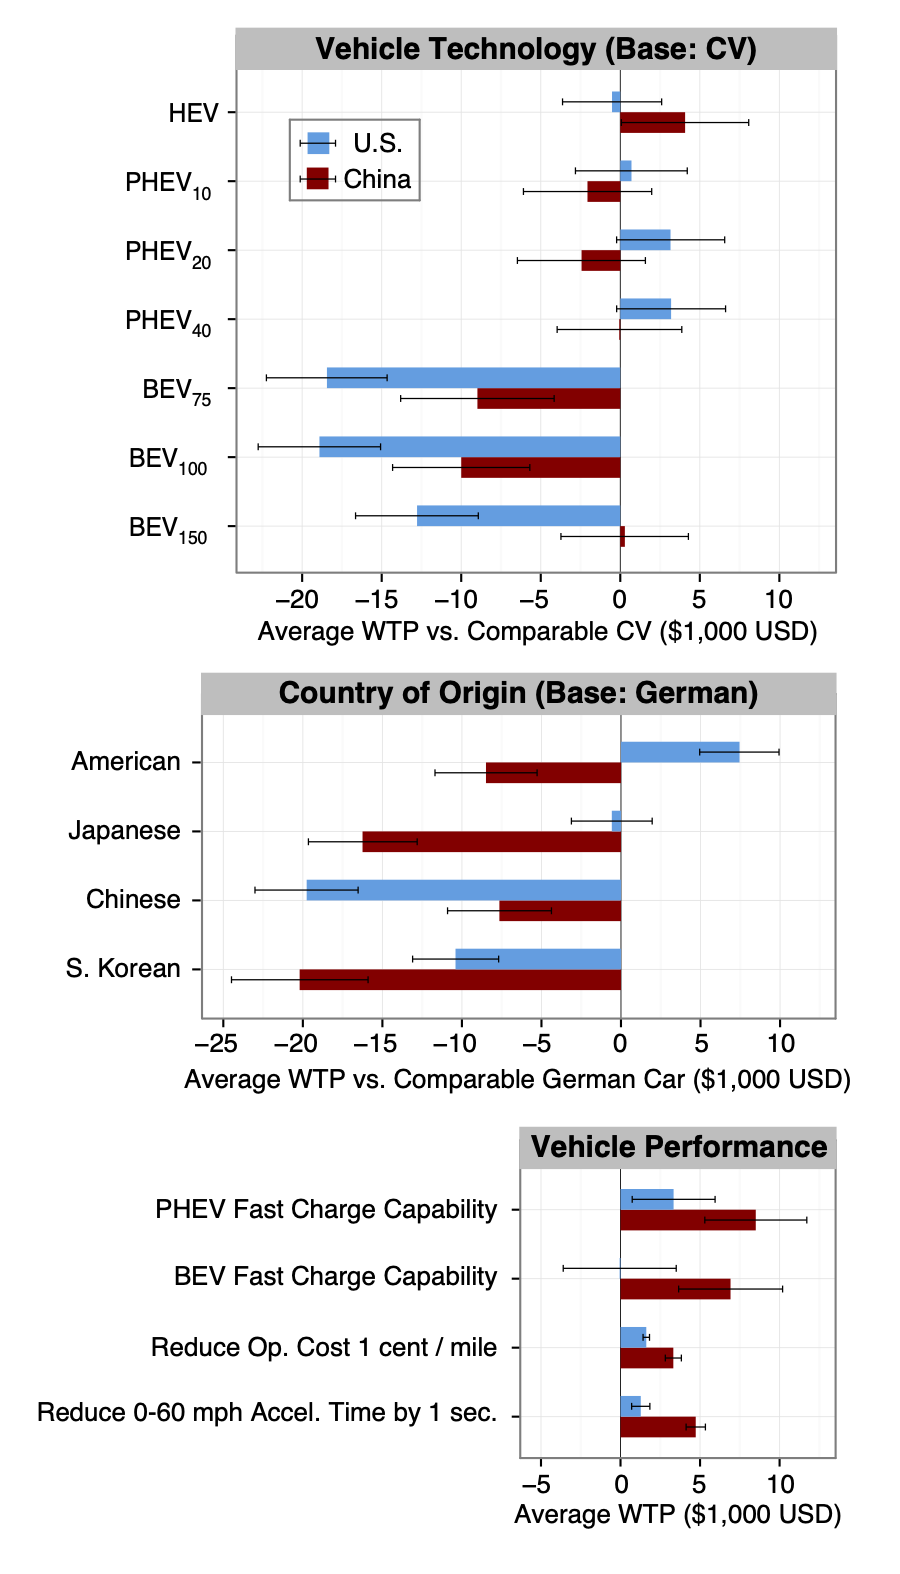 Vehicle Technology (Base: CV)
HEV
U.S.
China
PHEV10
PHEV20
PHEV40
BEV75
BEV100
BEV150
−20 −15 −10 −5 0 5 10
Average WTP vs. Comparable CV ($1,000 USD)
Country of Origin (Base: German)
American
Japanese
Chinese
S. Korean
−25 −20 −15 −10 −5 0 5 10
Average WTP vs. Comparable German Car ($1,000 USD)
Vehicle Performance
PHEV Fast Charge Capability
BEV Fast Charge Capability
Reduce Op. Cost 1 cent / mile
Reduce 0-60 mph Accel. Time by 1 sec.
−5 0 5 10
Average WTP ($1,000 USD)